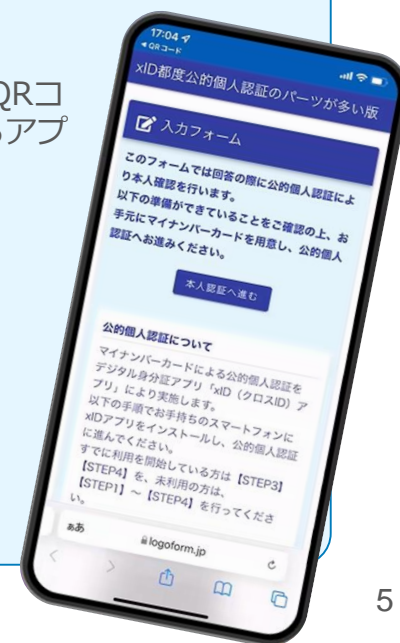 QRコ
るアプ
17:04
◀ QRコード
xID都度公的個人認証のパーツが多い版
入力フォーム
このフォームでは回答の際に公的個人認証によ
り本人確認を行います。
以下の準備ができていることをご確認の上、お
手元にマイナンバーカードを用意し、公的個人
認証へお進みください。
本人認証へ進む
公的個人認証について
マイナンバーカードによる公的個人認証を
デジタル身分証アプリ「xID（クロスID）ア
プリ」により実施します。
以下の手順でお手持ちのスマートフォンに
xIDアプリをインストールし、公的個人認証
に進んでください。
すでに利用を開始している方は【STEP3】
【STEP4】を、未利用の方は、
【STEP1】～【STEP4】を行ってくださ
い。
ぁあ
logoform.jp
5